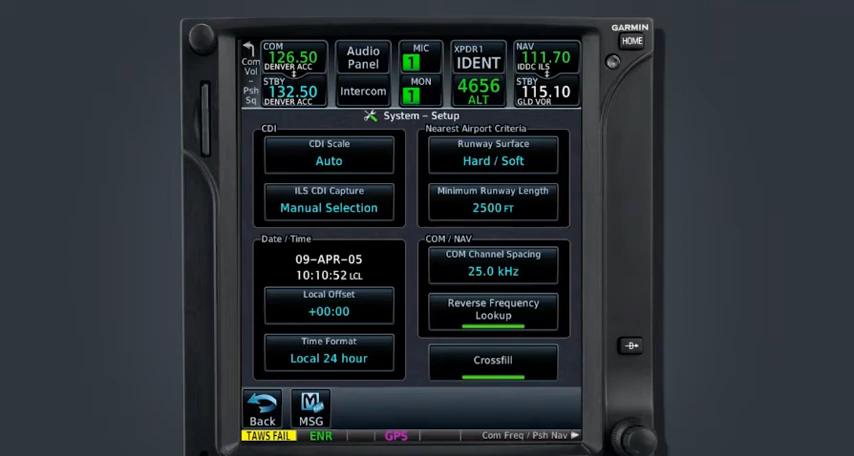 GARMIN
HOME
Com
Vol
-
Psh
Sq
COM
126.50
DENVER ACC
STBY
132.50
DENVER ACC
Audio
Panel
Intercom
MIC
1
MON
1
XPDR1
IDENT
4656
ALT
NAV
111.70
IDDC ILS
STBY
115.10
GLD VOR
System – Setup
CDI
CDI Scale
Auto
ILS CDI Capture
Manual Selection
Nearest Airport Criteria
Runway Surface
Hard / Soft
Minimum Runway Length
2500 FT
Date / Time
09-APR-05
10:10:52 LCL
Local Offset
+00:00
Time Format
Local 24 hour
COM / NAV
COM Channel Spacing
25.0 kHz
Reverse Frequency
Lookup
Crossfill
Back
MSG
TAWS FAIL
ENR
GPS
Com Freq / Psh Nav